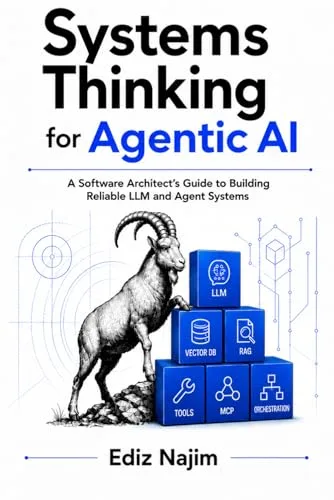 Systems
Thinking
for Agentic AI
A Software Architect's Guide to Building
Reliable LLM and Agent Systems
LLM
VECTOR DB
RAG
TOOLS
MCP
ORCHESTRATION
Ediz Najim